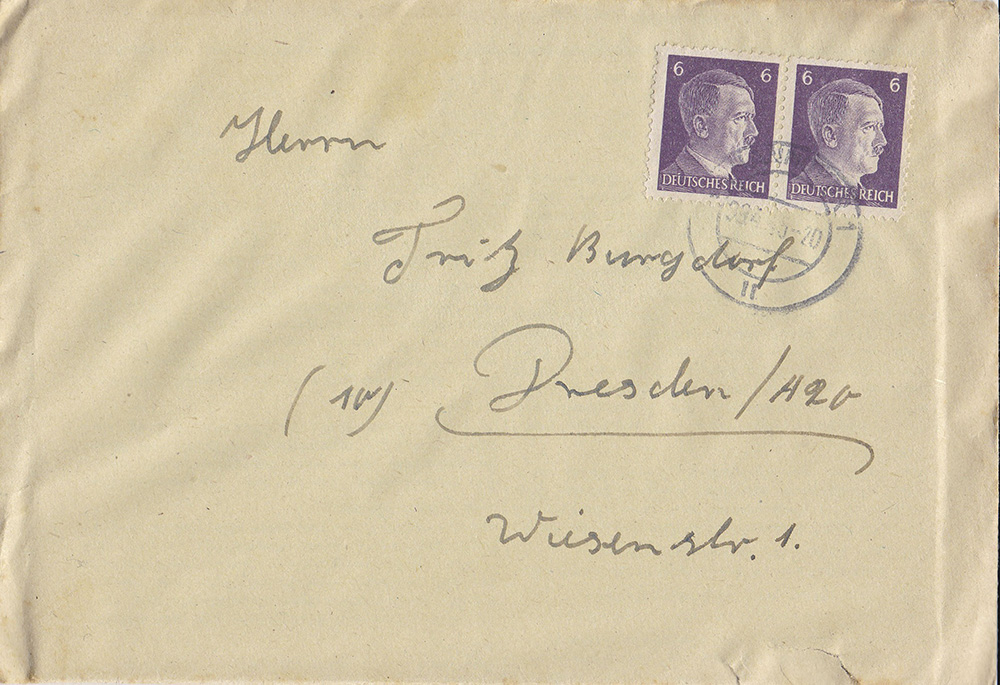 6 6 6 6
DEUTSCHES REICH DEUTSCHES REICH
Herrn
Fritz Burgdorf
(10) Dresden/A20
Wiesenstr. 1.